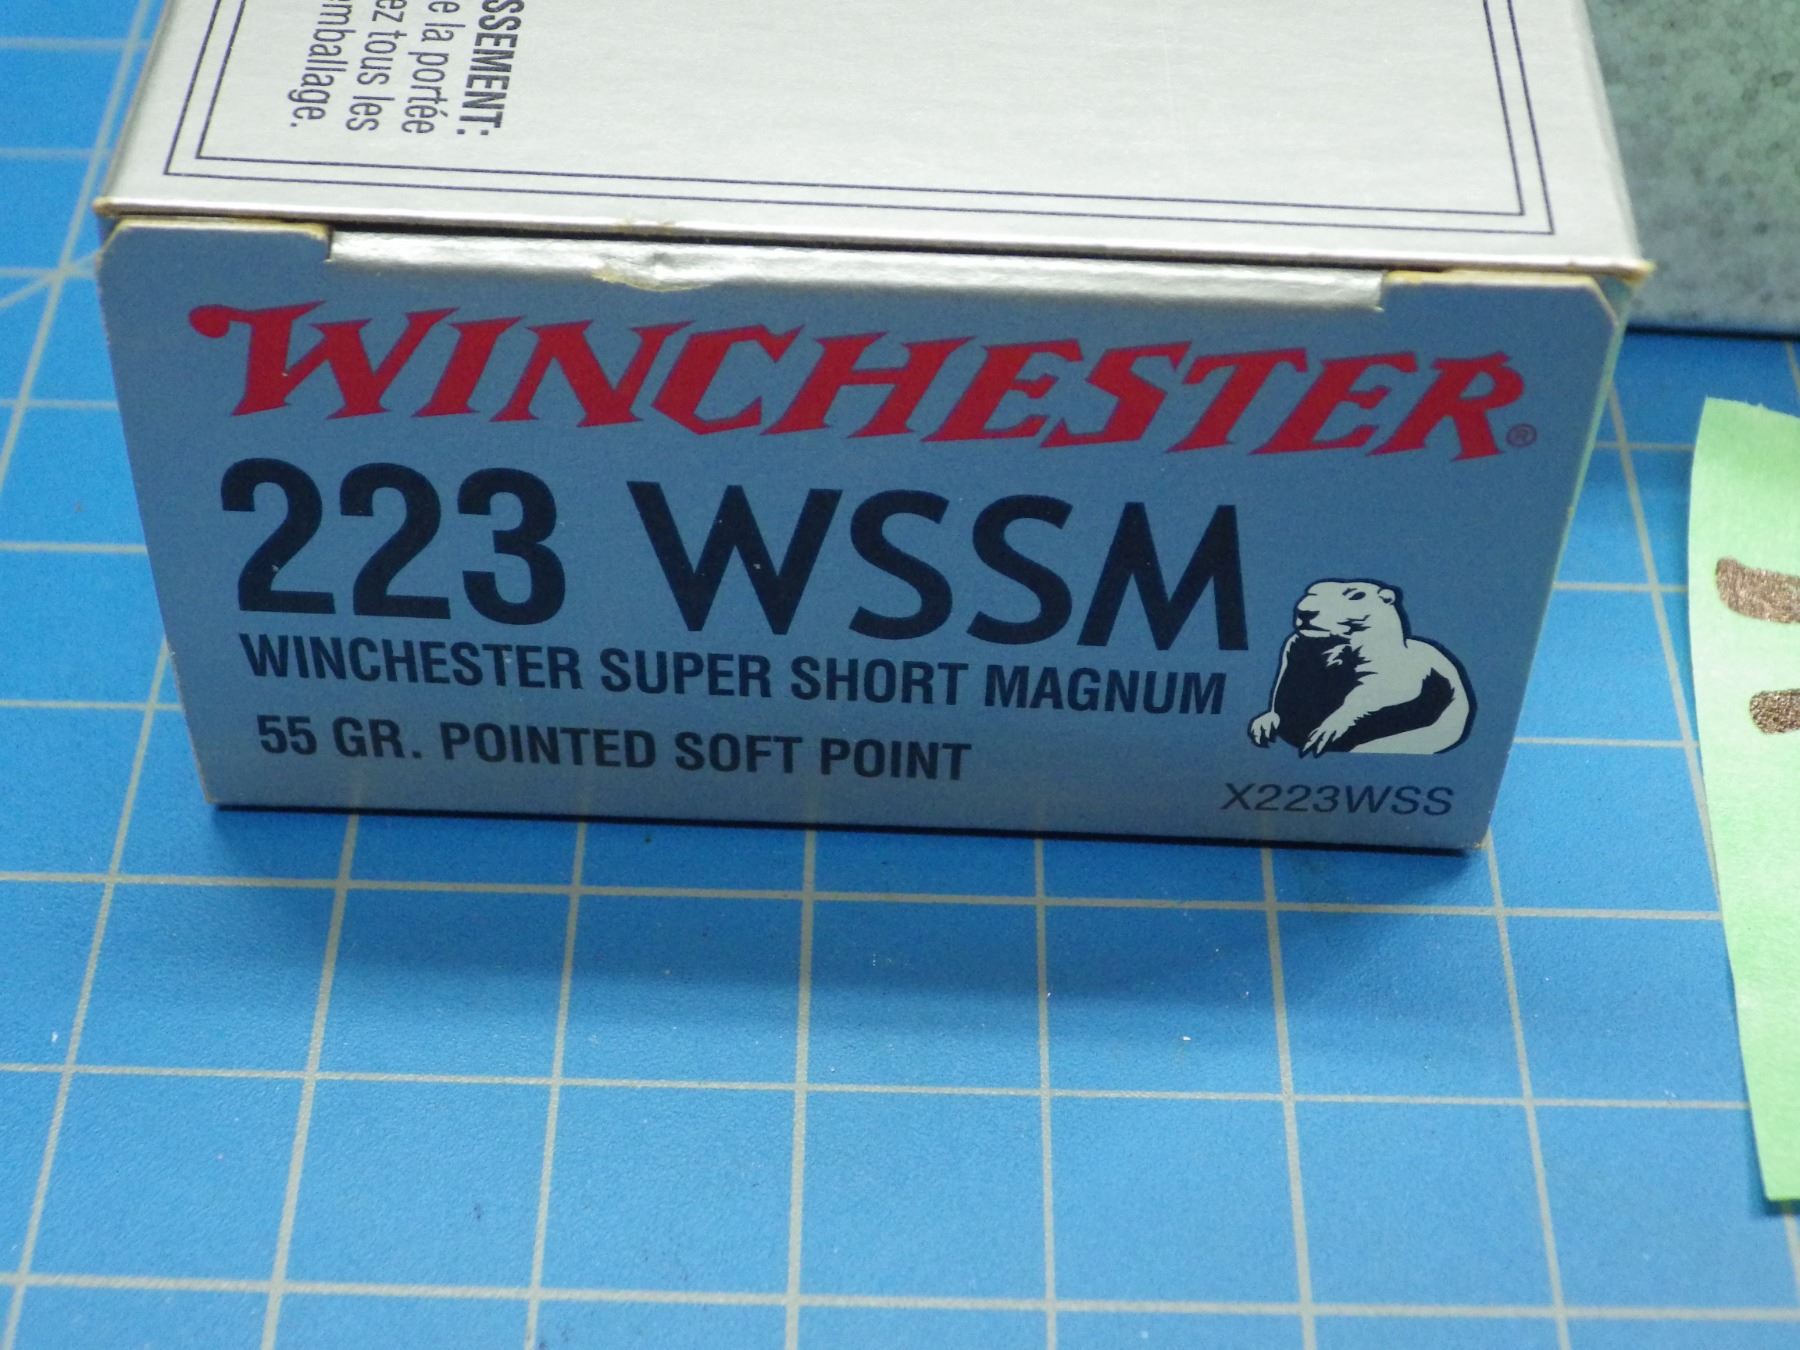 SSEMENT:
e la portée
ez tous les
mballage.
WINCHESTER®
223 WSSM
WINCHESTER SUPER SHORT MAGNUM
55 GR. POINTED SOFT POINT
X223WSS